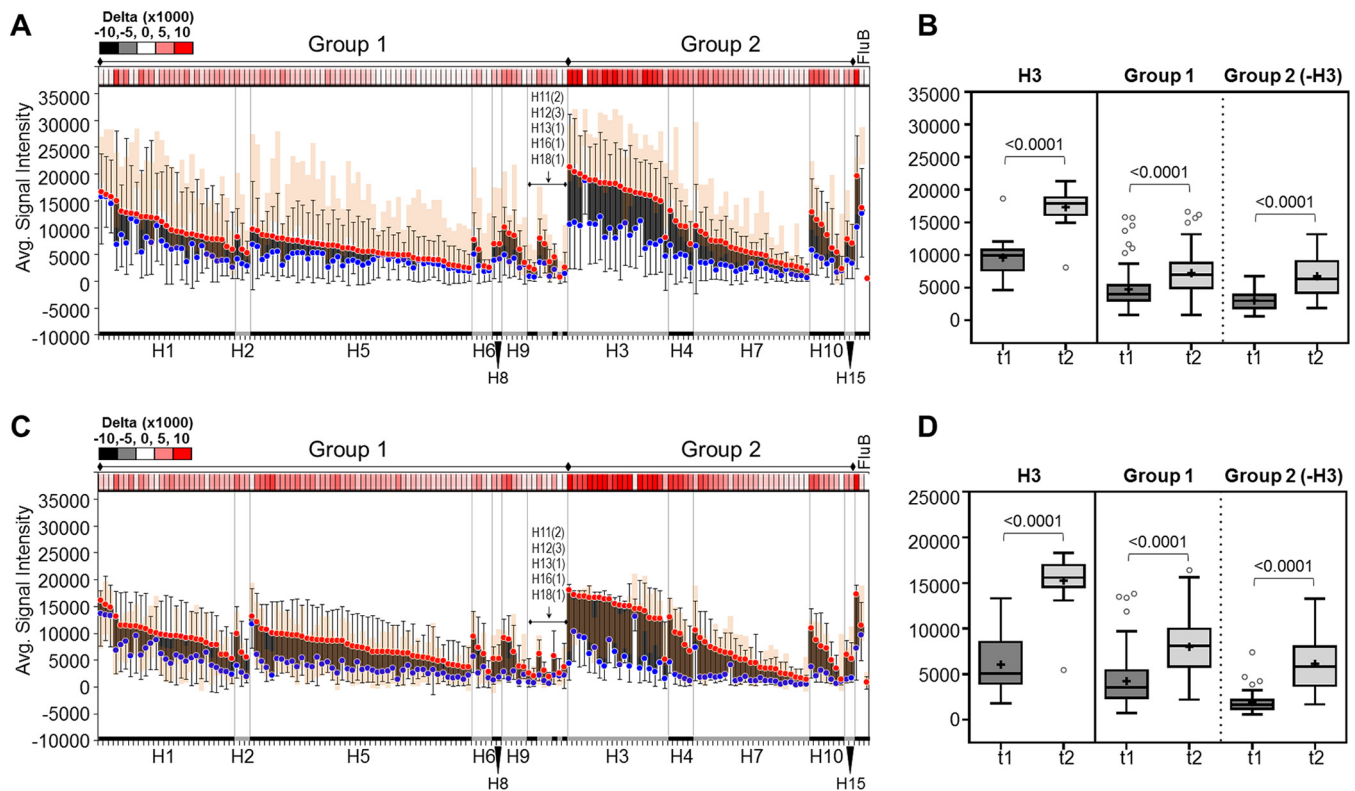 A
Delta (x1000)
-10,-5, 0, 5, 10
Group 1
Group 2
FluB
Avg. Signal Intensity
35000
30000
25000
20000
15000
10000
5000
0
-5000
-10000
H11(2)
H12(3)
H13(1)
H16(1)
H18(1)
H1
H2
H5
H6
H8
H9
H3
H4
H7
H10
H15
B
H3
Group 1
Group 2 (-H3)
35000
30000
25000
20000
15000
10000
5000
0
<0.0001
<0.0001
<0.0001
t1
t2
t1
t2
t1
t2
C
Delta (x1000)
-10,-5, 0, 5, 10
Group 1
Group 2
FluB
Avg. Signal Intensity
35000
30000
25000
20000
15000
10000
5000
0
-5000
-10000
H11(2)
H12(3)
H13(1)
H16(1)
H18(1)
H1
H2
H5
H6
H8
H9
H3
H4
H7
H10
H15
D
H3
Group 1
Group 2 (-H3)
25000
20000
15000
10000
5000
0
<0.0001
<0.0001
<0.0001
t1
t2
t1
t2
t1
t2